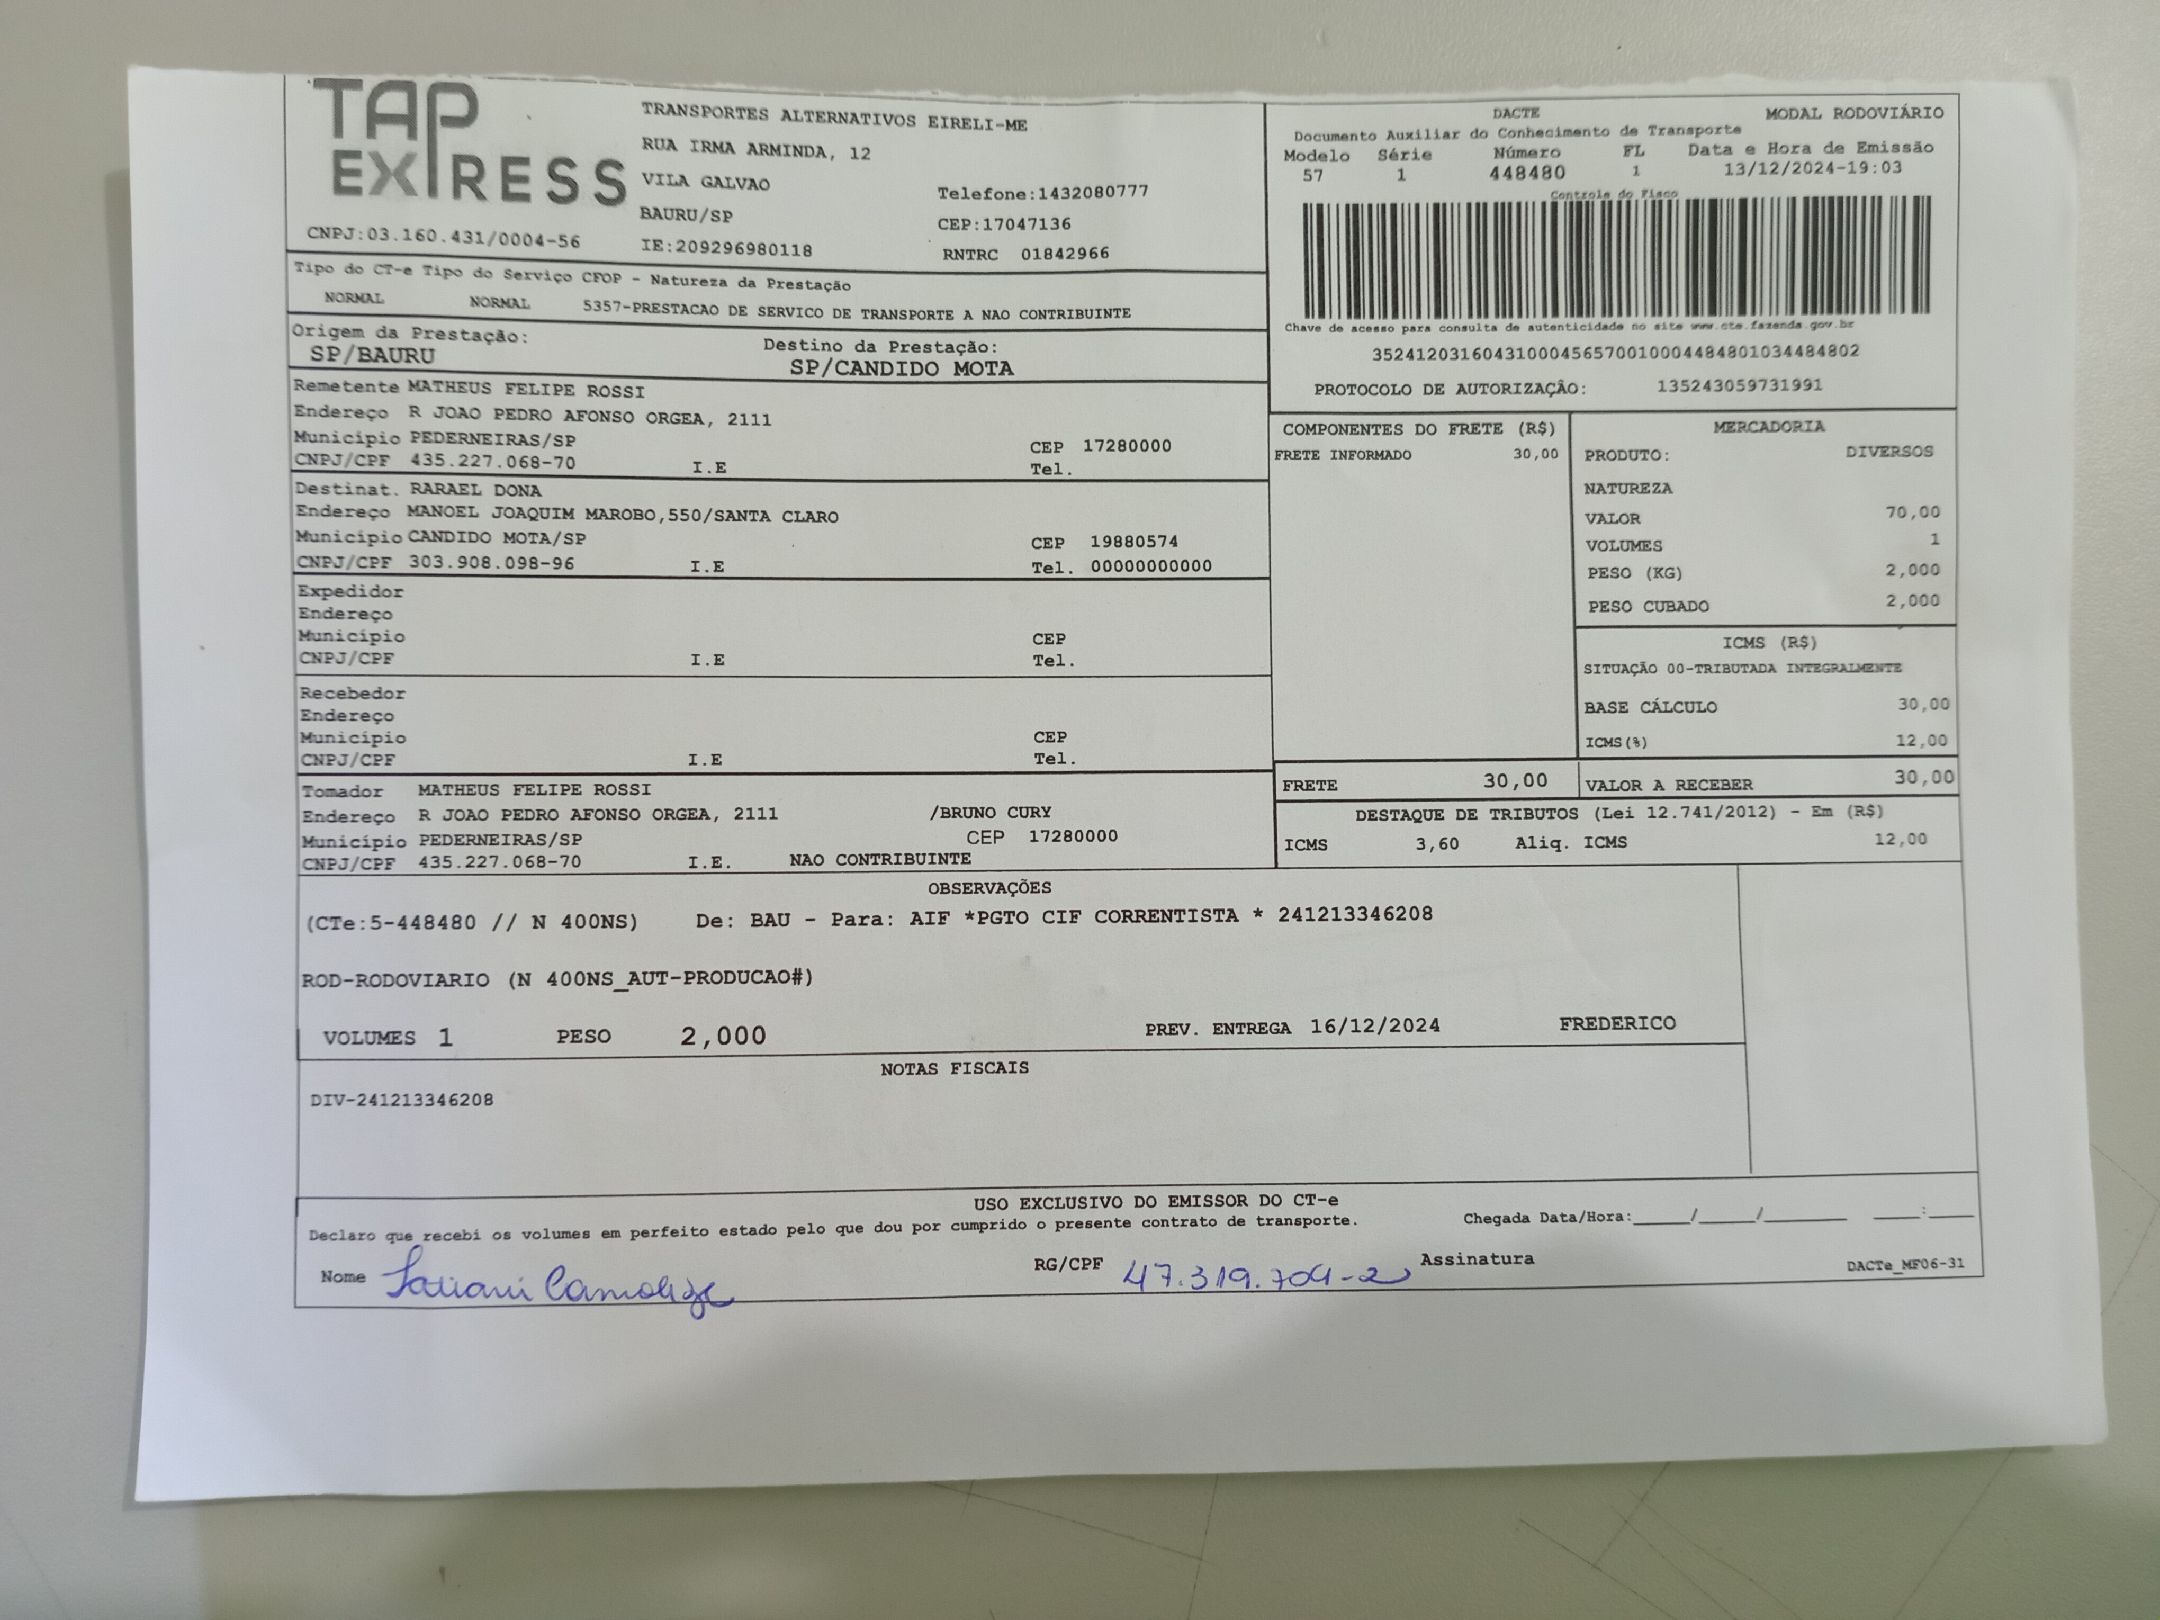 TAP EXPRESS
CNPJ:03.160.431/0004-56
TRANSPORTES ALTERNATIVOS EIRELI-ME
RUA IRMA ARMINDA, 12
VILA GALVAO
BAURU/SP
IE:209296980118
Telefone:1432080777
CEP:17047136
RNTRC 01842966
DACTE MODAL RODOVIÁRIO
Documento Auxiliar do Conhecimento de Transporte
Modelo Série Número FL Data e Hora de Emissão
57 1 448480 1 13/12/2024-19:03
Controle do Fisco
Chave de acesso para consulta de autenticidade no site www.cte.fazenda.gov.br
35241203160431000456570010004484801034484802
PROTOCOLO DE AUTORIZAÇÃO: 135243059731991
Tipo do CT-e Tipo do Serviço CFOP - Natureza da Prestação
NORMAL NORMAL 5357-PRESTACAO DE SERVICO DE TRANSPORTE A NAO CONTRIBUINTE
Origem da Prestação: Destino da Prestação:
SP/BAURU SP/CANDIDO MOTA
Remetente MATHEUS FELIPE ROSSI
Endereço R JOAO PEDRO AFONSO ORGEA, 2111
Município PEDERNEIRAS/SP CEP 17280000
CNPJ/CPF 435.227.068-70 I.E Tel.
Destinat. RARAEL DONA
Endereço MANOEL JOAQUIM MAROBO,550/SANTA CLARO
Município CANDIDO MOTA/SP CEP 19880574
CNPJ/CPF 303.908.098-96 I.E Tel. 00000000000
Expedidor
Endereço
Município CEP
CNPJ/CPF I.E Tel.
Recebedor
Endereço
Município CEP
CNPJ/CPF I.E Tel.
Tomador MATHEUS FELIPE ROSSI
Endereço R JOAO PEDRO AFONSO ORGEA, 2111 /BRUNO CURY
Município PEDERNEIRAS/SP CEP 17280000
CNPJ/CPF 435.227.068-70 I.E. NAO CONTRIBUINTE
COMPONENTES DO FRETE (R$)
FRETE INFORMADO 30,00
MERCADORIA
PRODUTO: DIVERSOS
NATUREZA
VALOR 70,00
VOLUMES 1
PESO (KG) 2,000
PESO CUBADO 2,000
ICMS (R$)
SITUAÇÃO 00-TRIBUTADA INTEGRALMENTE
BASE CÁLCULO 30,00
ICMS(%) 12,00
FRETE 30,00 VALOR A RECEBER 30,00
DESTAQUE DE TRIBUTOS (Lei 12.741/2012) - Em (R$)
ICMS 3,60 Aliq. ICMS 12,00
OBSERVAÇÕES
(CTe:5-448480 // N 400NS) De: BAU - Para: AIF *PGTO CIF CORRENTISTA * 241213346208
ROD-RODOVIARIO (N 400NS_AUT-PRODUCAO#)
VOLUMES 1 PESO 2,000 PREV. ENTREGA 16/12/2024 FREDERICO
NOTAS FISCAIS
DIV-241213346208
USO EXCLUSIVO DO EMISSOR DO CT-e
Declaro que recebi os volumes em perfeito estado pelo que dou por cumprido o presente contrato de transporte. Chegada Data/Hora:_____/_____/_______ ____:____
Nome RG/CPF 47.319.704-2 Assinatura DACTe_MF06-31